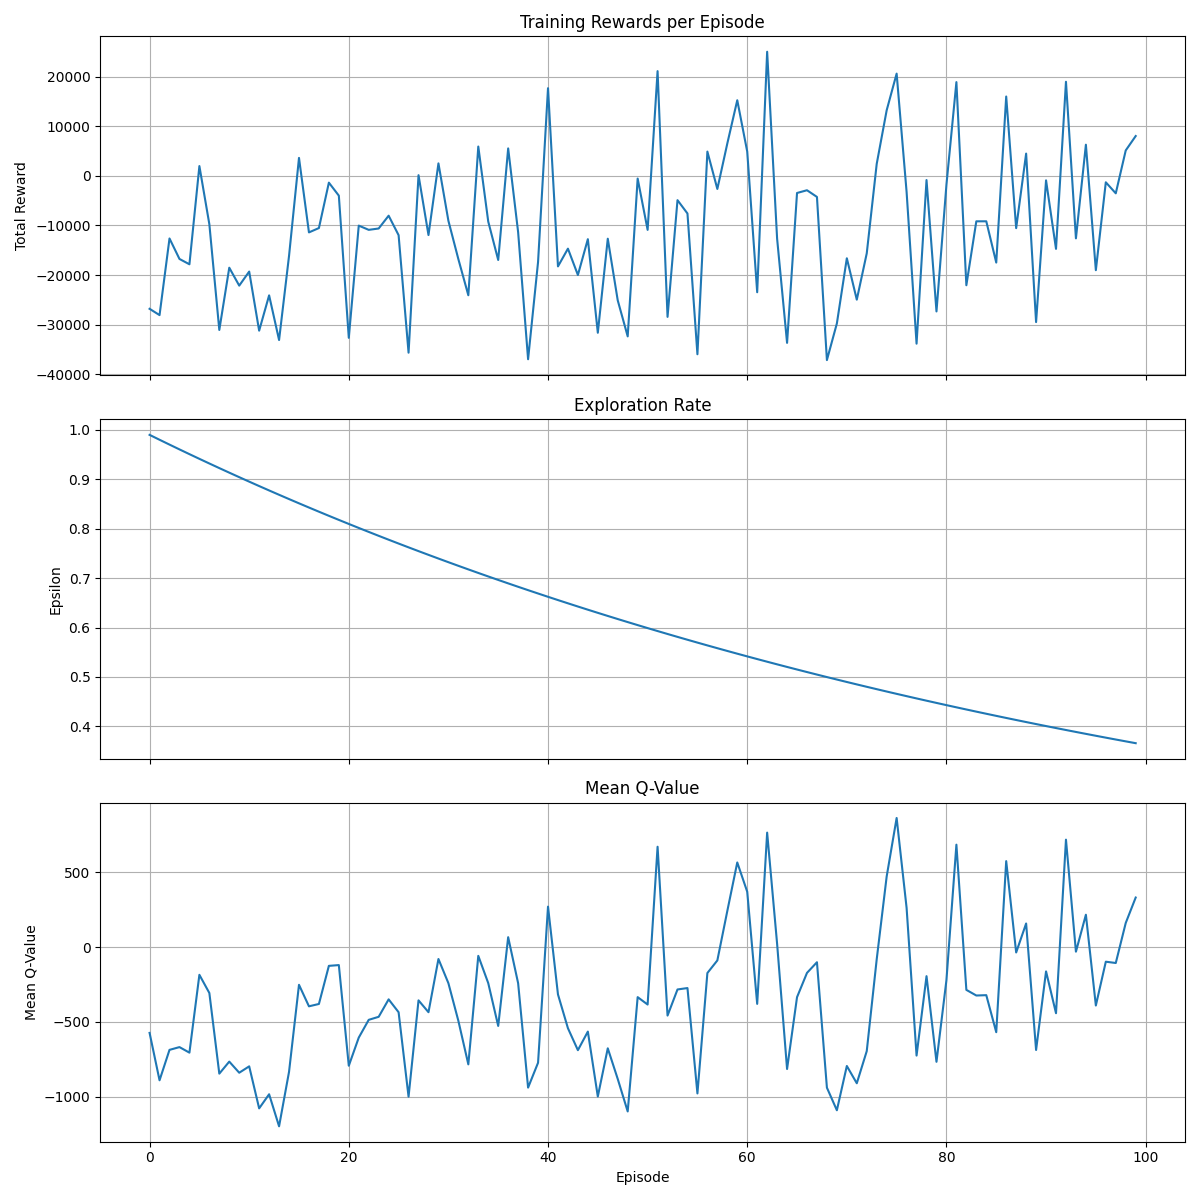 Training Rewards per Episode
Total Reward
20000
10000
0
−10000
−20000
−30000
−40000
Exploration Rate
Epsilon
1.0
0.9
0.8
0.7
0.6
0.5
0.4
Mean Q-Value
Mean Q-Value
500
0
−500
−1000
0 20 40 60 80 100
Episode